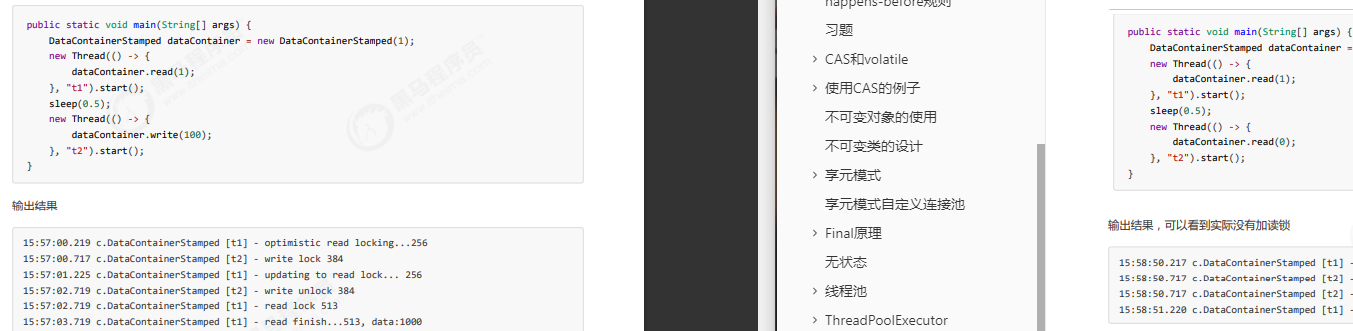 public static void main(String[] args) {
DataContainerStamped dataContainer = new DataContainerStamped(1);
new Thread(() -> {
dataContainer.read(1);
}, "t1").start();
sleep(0.5);
new Thread(() -> {
dataContainer.write(100);
}, "t2").start();
}
输出结果
15:57:00.219 c.DataContainerStamped [t1] - optimistic read locking...256
15:57:00.717 c.DataContainerStamped [t2] - write lock 384
15:57:01.225 c.DataContainerStamped [t1] - updating to read lock... 256
15:57:02.719 c.DataContainerStamped [t2] - write unlock 384
15:57:02.719 c.DataContainerStamped [t1] - read lock 513
15:57:03.719 c.DataContainerStamped [t1] - read finish...513, data:1000
happens-before规则
习题
CAS和volatile
使用CAS的例子
不可变对象的使用
不可变类的设计
享元模式
享元模式自定义连接池
Final原理
无状态
线程池
ThreadPoolExecutor
public static void main(String[] args) {
DataContainerStamped dataContainer =
new Thread(() -> {
dataContainer.read(1);
}, "t1").start();
sleep(0.5);
new Thread(() -> {
dataContainer.read(0);
}, "t2").start();
}
输出结果，可以看到实际没有加读锁
15:58:50.217 c.DataContainerStamped [t1] -
15:58:50.717 c.DataContainerStamped [t2] -
15:58:50.717 c.DataContainerStamped [t2] -
15:58:51.220 c.DataContainerStamped [t1] -